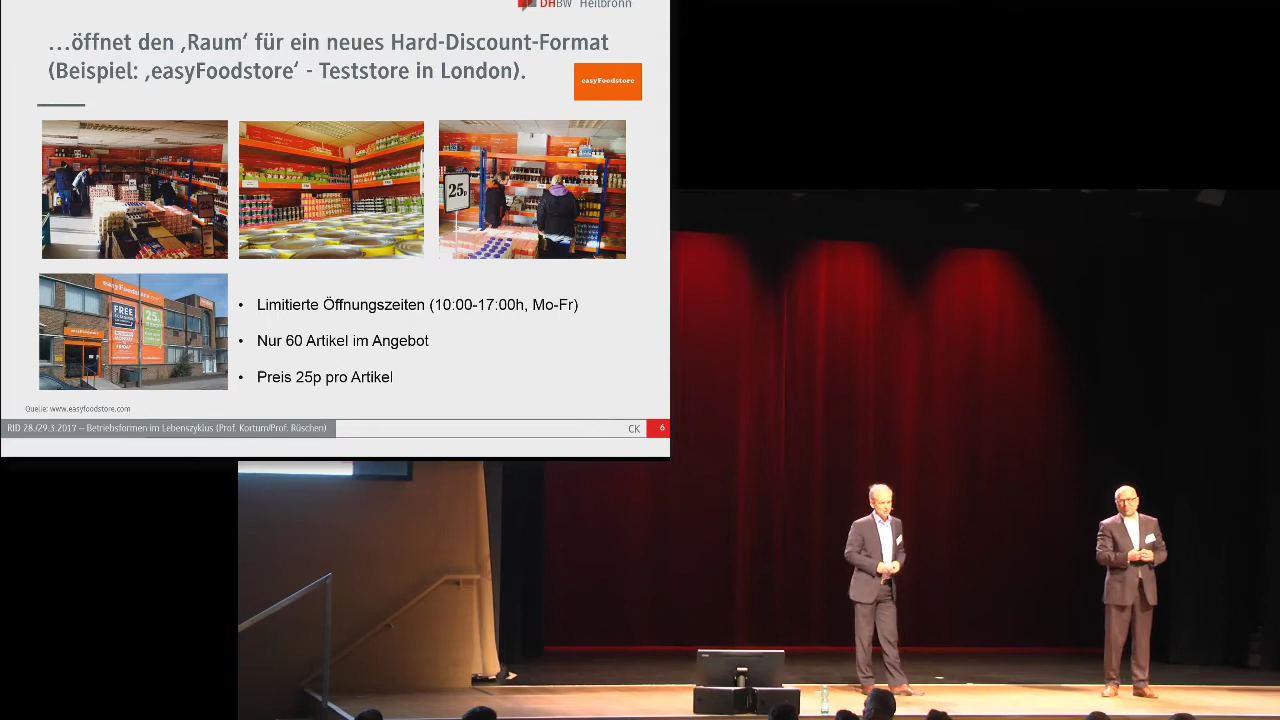 DHBW Heilbronn
…öffnet den ‚Raum‘ für ein neues Hard-Discount-Format
(Beispiel: ‚easyFoodstore‘ - Teststore in London).
easyFoodstore
25p
easyFoodstore
FREE
25p
• Limitierte Öffnungszeiten (10:00-17:00h, Mo-Fr)
• Nur 60 Artikel im Angebot
• Preis 25p pro Artikel
Quelle: www.easyfoodstore.com
RID 28./29.3.2017 – Betriebsformen im Lebenszyklus (Prof. Kortum/Prof. Rüschen)
CK 6